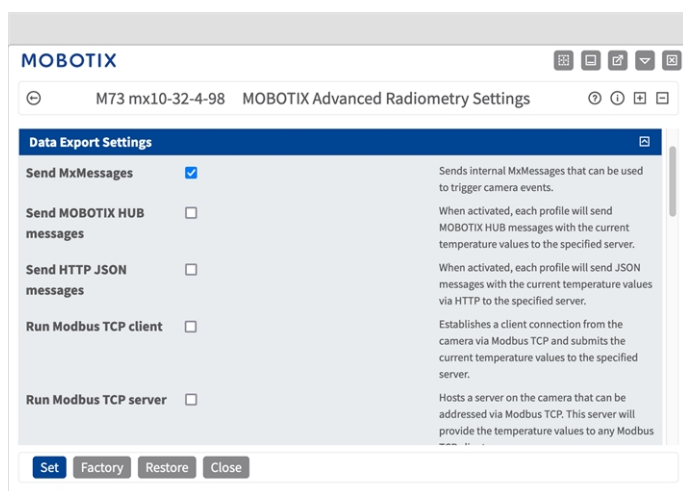 MOBOTIX
M73 mx10-32-4-98 MOBOTIX Advanced Radiometry Settings
Data Export Settings
Send MxMessages
Sends internal MxMessages that can be used
to trigger camera events.
Send MOBOTIX HUB
messages
When activated, each profile will send
MOBOTIX HUB messages with the current
temperature values to the specified server.
Send HTTP JSON
messages
When activated, each profile will send JSON
messages with the current temperature values
via HTTP to the specified server.
Run Modbus TCP client
Establishes a client connection from the
camera via Modbus TCP and submits the
current temperature values to the specified
server.
Run Modbus TCP server
Hosts a server on the camera that can be
addressed via Modbus TCP. This server will
provide the temperature values to any Modbus
Set Factory Restore Close